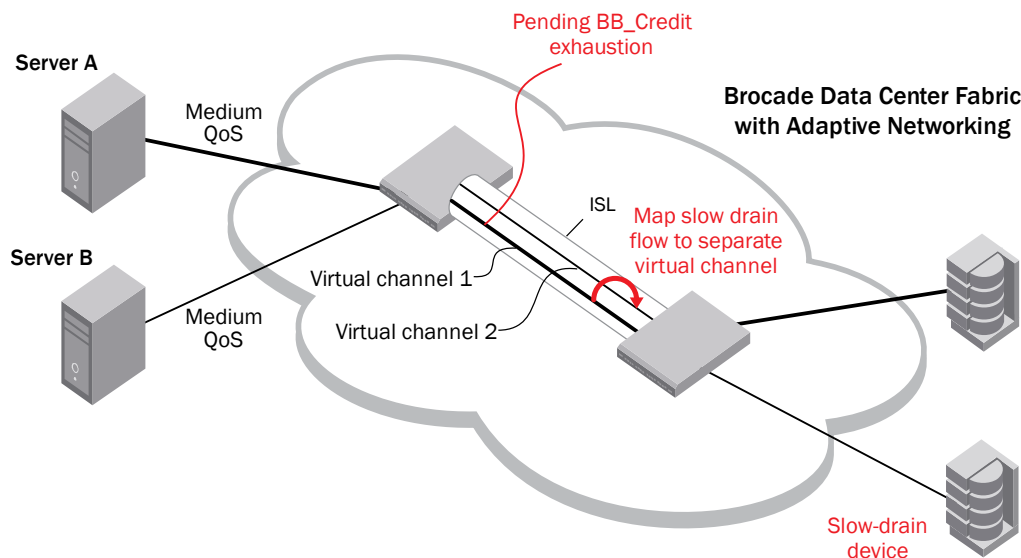 Pending BB_Credit
exhaustion
Server A
Medium
QoS
Brocade Data Center Fabric
with Adaptive Networking
ISL
Map slow drain
flow to separate
virtual channel
Server B
Virtual channel 1
Medium
QoS
Virtual channel 2
Slow-drain
device